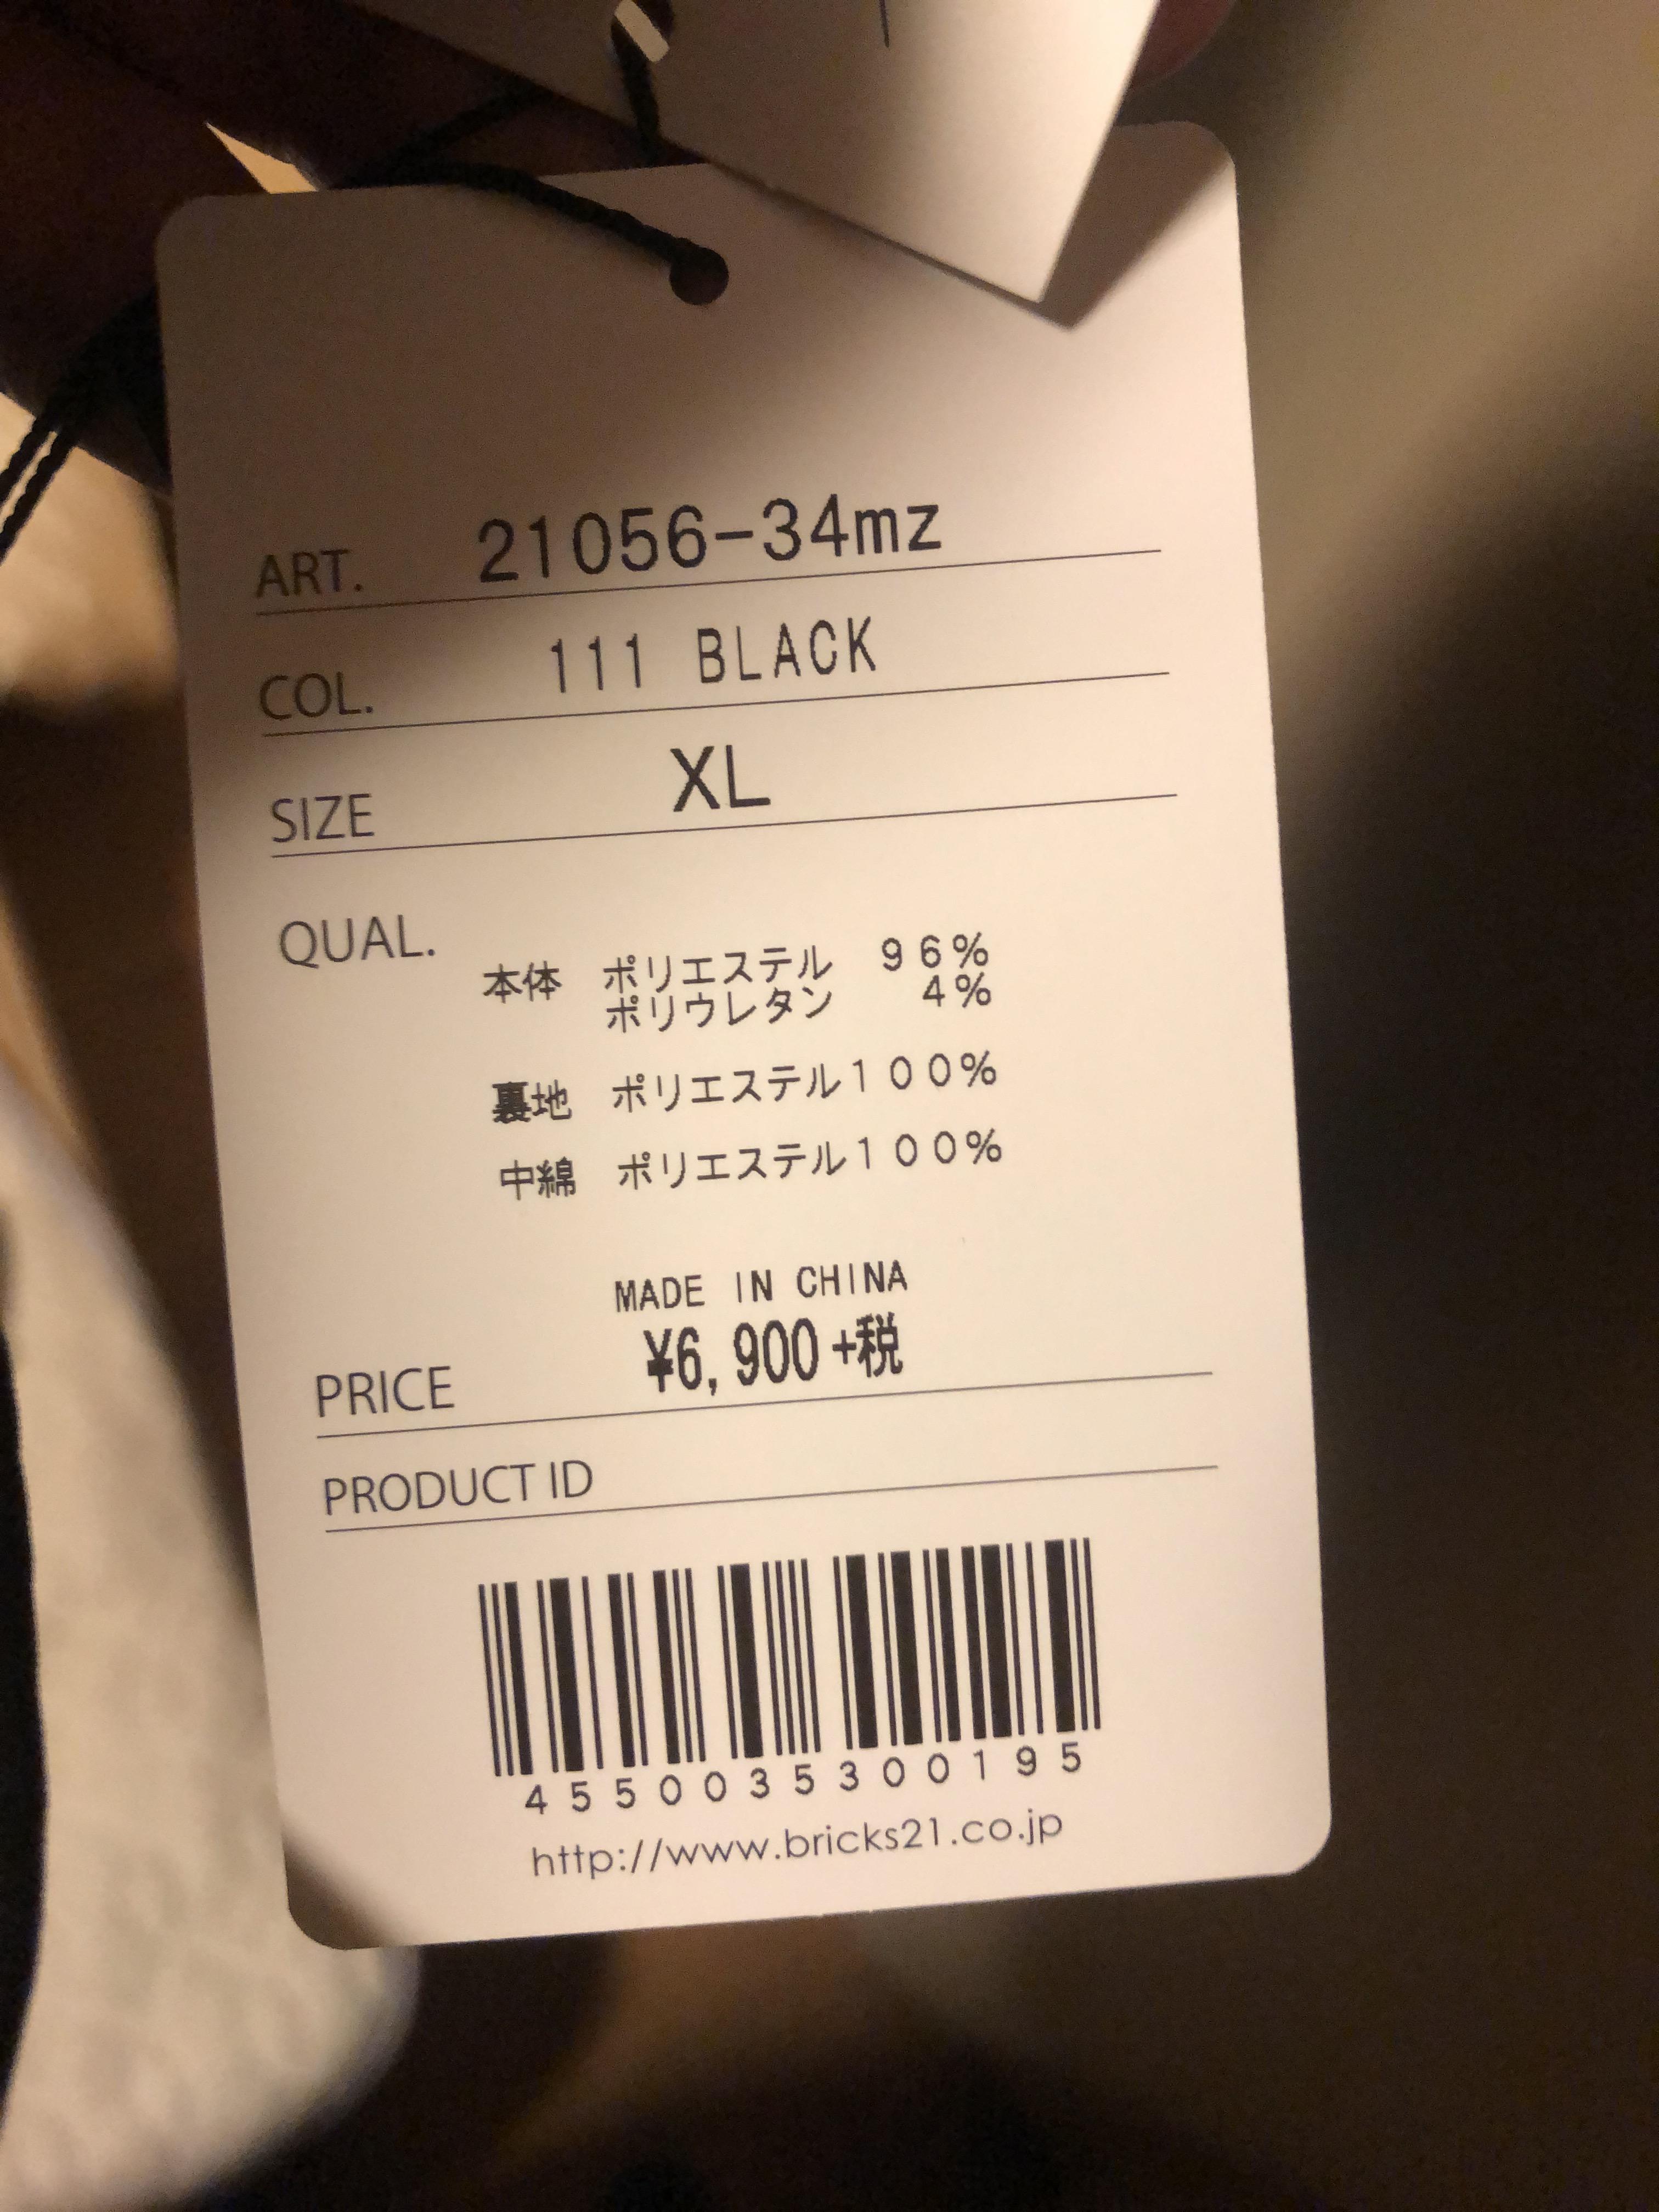 ART. 21056-34mz
COL. 111 BLACK
SIZE XL
QUAL.
本体 ポリエステル 96%
ポリウレタン 4%
裏地 ポリエステル100%
中綿 ポリエステル100%
MADE IN CHINA
PRICE ¥6,900+税
PRODUCT ID
4550035300195
http://www.bricks21.co.jp